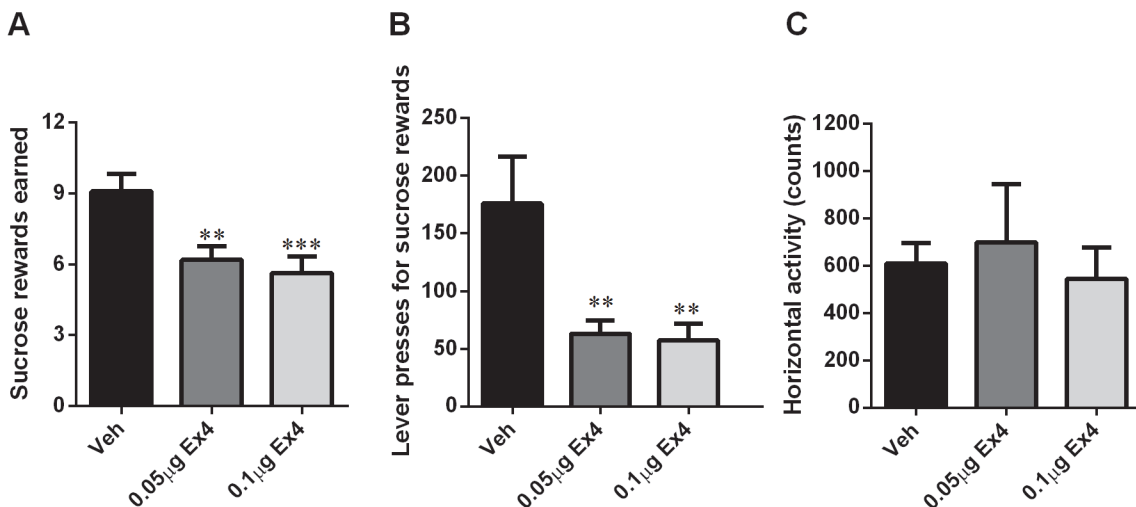 A
Sucrose rewards earned
12
9
6
3
0
**
***
Veh
0.05μg Ex4
0.1μg Ex4
B
Lever presses for sucrose rewards
250
200
150
100
50
0
**
**
Veh
0.05μg Ex4
0.1μg Ex4
C
Horizontal activity (counts)
1200
1000
800
600
400
200
0
Veh
0.05μg Ex4
0.1μg Ex4